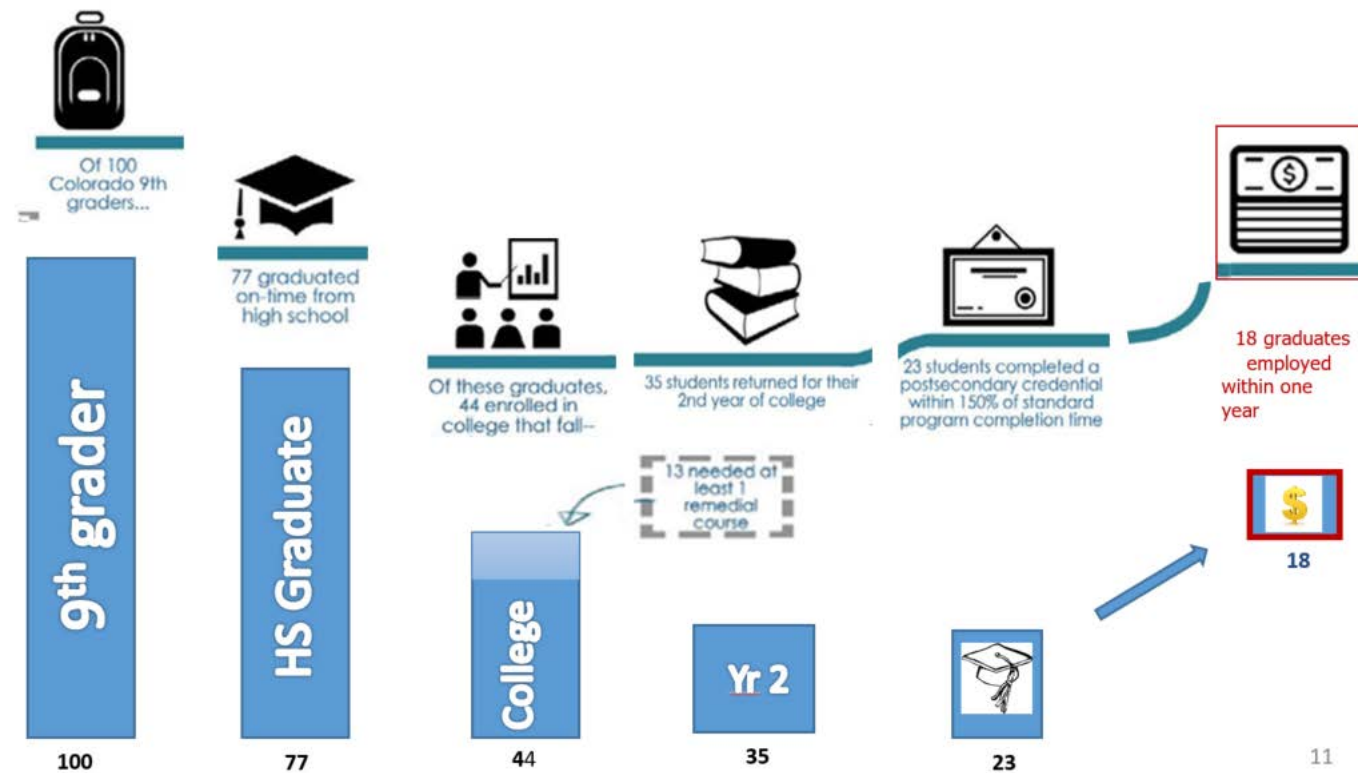 Of 100
Colorado 9th
graders...
77 graduated
on-time from
high school
Of these graduates,
44 enrolled in
college that fall--
35 students returned for their
2nd year of college
23 students completed a
postsecondary credential
within 150% of standard
program completion time
$
18 graduates
employed
within one
year
13 needed at
least 1
remedial
course
$
18
9th grader
HS Graduate
College
Yr 2
100
77
44
35
23
11